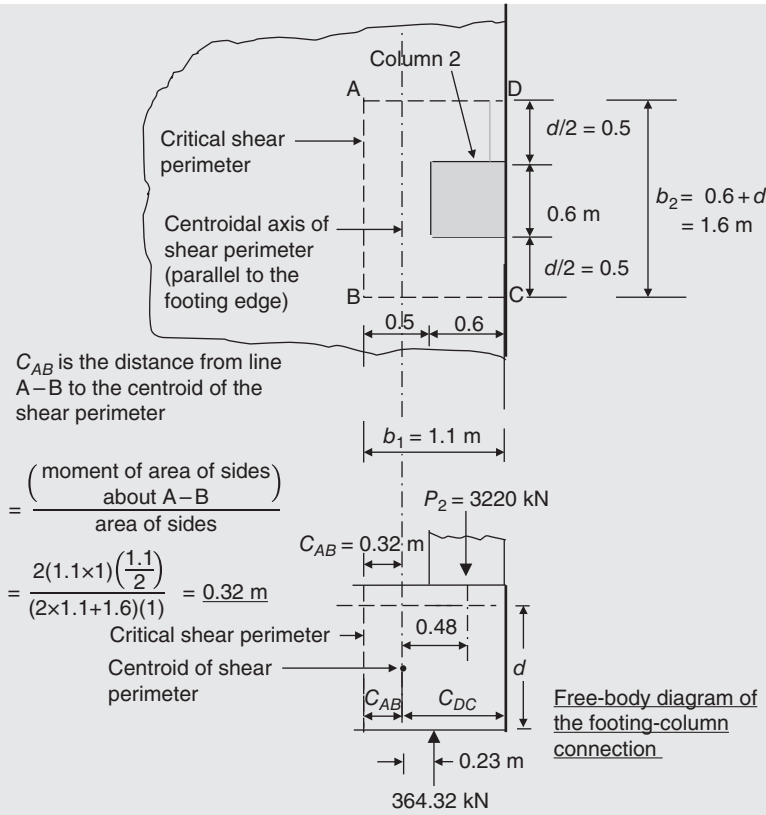 Column 2
A
D
Critical shear
perimeter
d/2 = 0.5
Centroidal axis of
shear perimeter
(parallel to the
footing edge)
0.6 m
b₂ = 0.6 + d
= 1.6 m
d/2 = 0.5
B
C
0.5
0.6
C_AB is the distance from line
A–B to the centroid of the
shear perimeter
b₁ = 1.1 m
= (moment of area of sides
about A–B)
area of sides
P₂ = 3220 kN
C_AB = 0.32 m
= 2(1.1×1)(1.1/2) / (2×1.1+1.6)(1) = 0.32 m
Critical shear perimeter
0.48
Centroid of shear
perimeter
d
C_AB
C_DC
Free-body diagram of
the footing-column
connection
0.23 m
364.32 kN